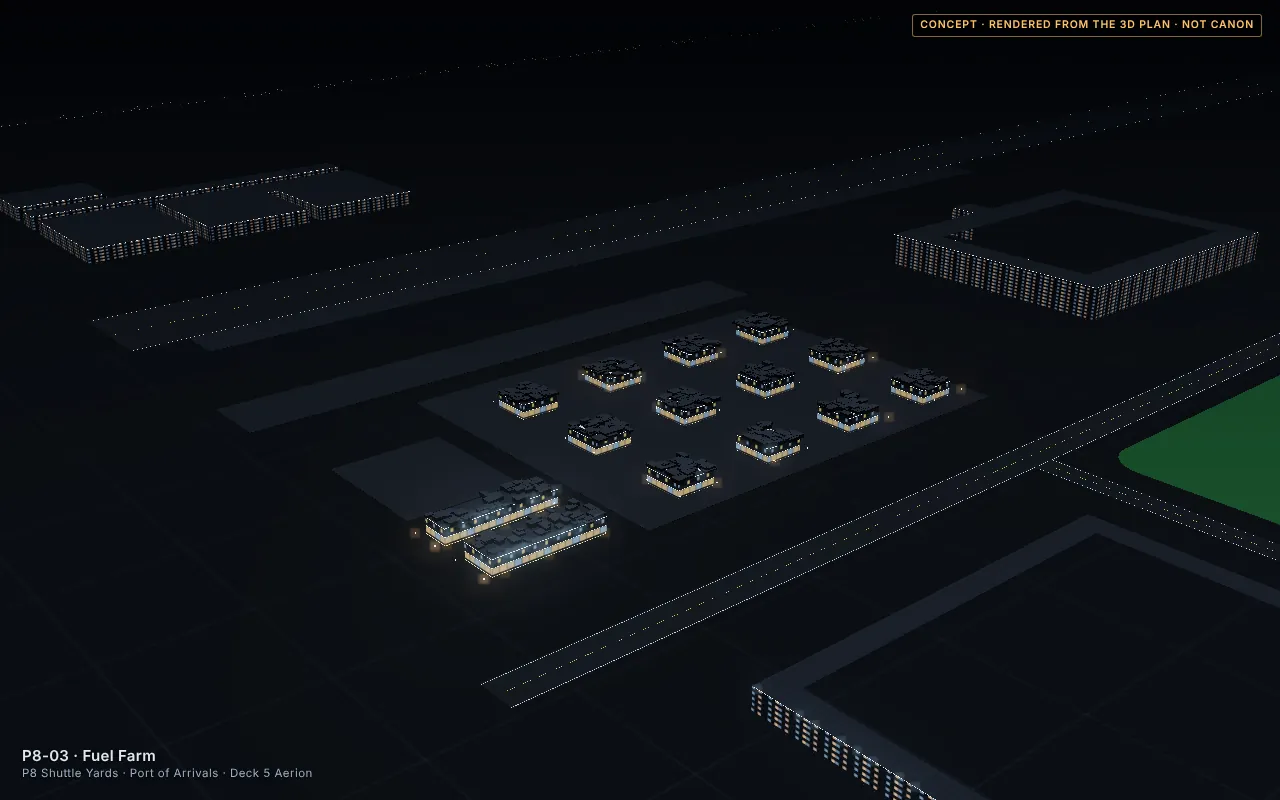 CONCEPT · RENDERED FROM THE 3D PLAN · NOT CANON
P8-03 · Fuel Farm
P8 Shuttle Yards · Port of Arrivals · Deck 5 Aerion